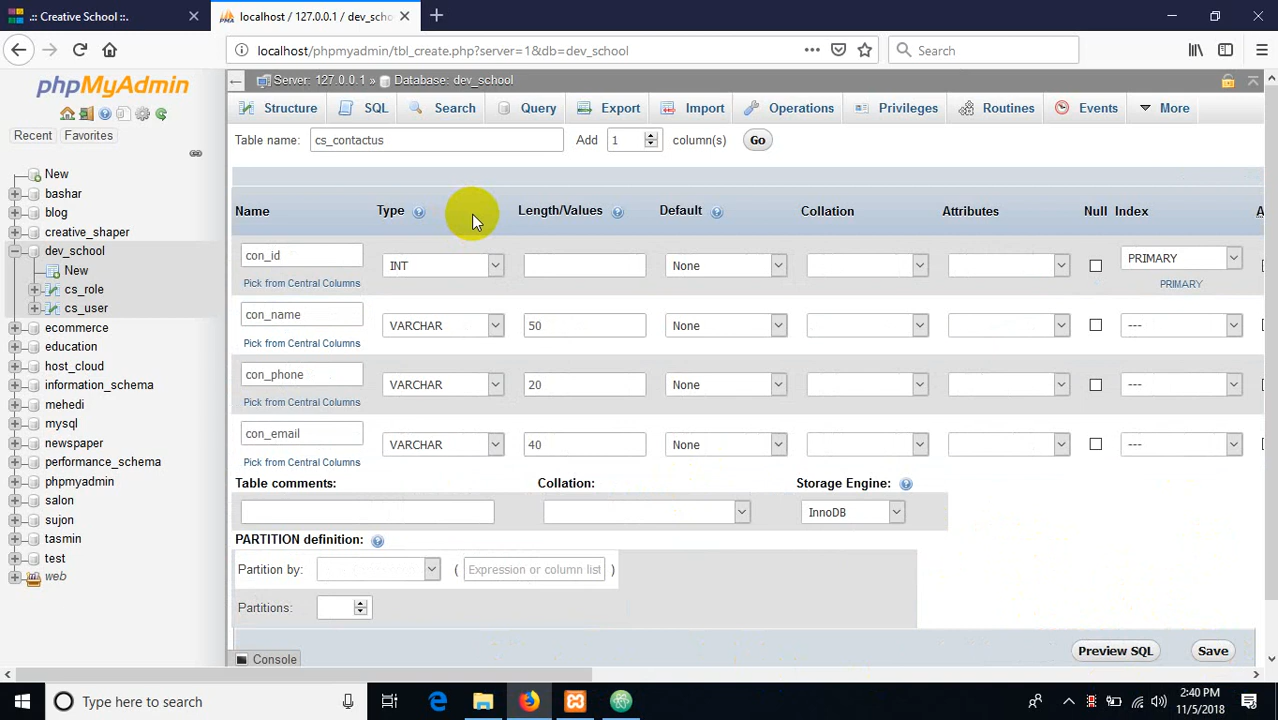 .:: Creative School ::.
localhost / 127.0.0.1 / dev_scho
localhost/phpmyadmin/tbl_create.php?server=1&db=dev_school
Search
phpMyAdmin
Recent
Favorites
New
bashar
blog
creative_shaper
dev_school
New
cs_role
cs_user
ecommerce
education
host_cloud
information_schema
mehedi
mysql
newspaper
performance_schema
phpmyadmin
salon
sujon
tasmin
test
web
Server: 127.0.0.1 » Database: dev_school
Structure
SQL
Search
Query
Export
Import
Operations
Privileges
Routines
Events
More
Table name: cs_contactus Add 1 column(s) Go
Name Type Length/Values Default Collation Attributes Null Index A
con_id INT None PRIMARY
Pick from Central Columns PRIMARY
con_name VARCHAR 50 None ---
Pick from Central Columns
con_phone VARCHAR 20 None ---
Pick from Central Columns
con_email VARCHAR 40 None ---
Pick from Central Columns
Table comments: Collation: Storage Engine:
InnoDB
PARTITION definition:
Partition by: ( Expression or column list )
Partitions:
Preview SQL Save
Console
Type here to search
2:40 PM
11/5/2018